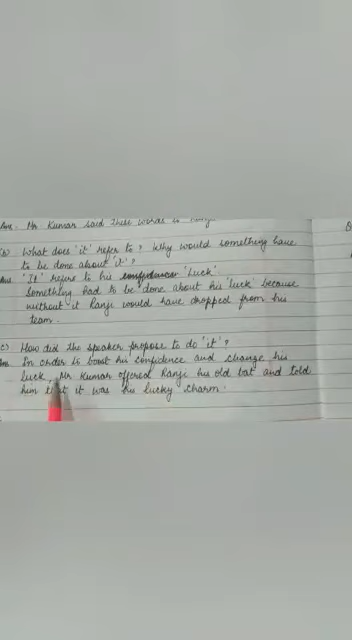 Ans. Mr Kumar said these words to
(b) What does 'it' refer to? Why would something have
to be done about 'it'?
Ans. 'It' refers to his 'Luck'.
Something had to be done about his 'luck' because
without it Ranji would have dropped from his
team.
(c) How did the speaker propose to do 'it'?
Ans In order to boost his confidence and change his
luck, Mr Kumar offered Ranji his old bat and told
him that it was his lucky charm.